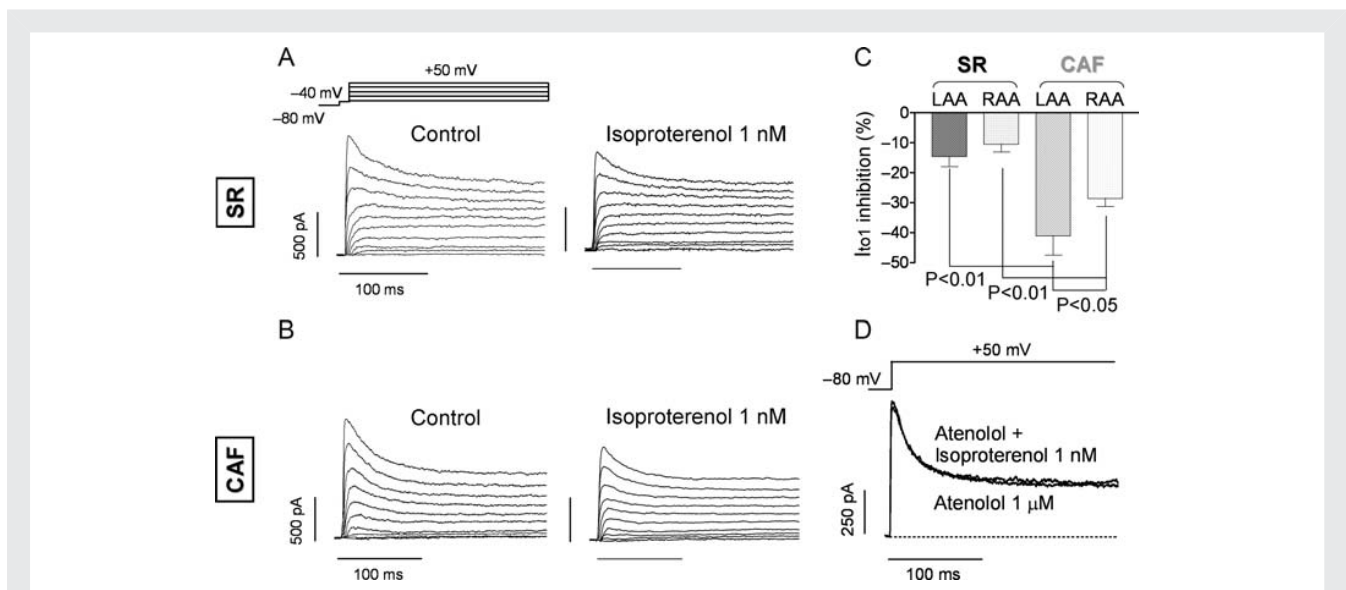 A
+50 mV
−40 mV
−80 mV
Control
Isoproterenol 1 nM
SR
500 pA
100 ms
B
Control
Isoproterenol 1 nM
CAF
500 pA
100 ms
C
SR CAF
LAA RAA LAA RAA
Ito1 inhibition (%)
0
−10
−20
−30
−40
−50
P<0.01
P<0.01
P<0.05
D
+50 mV
−80 mV
Atenolol +
Isoproterenol 1 nM
Atenolol 1 μM
250 pA
100 ms